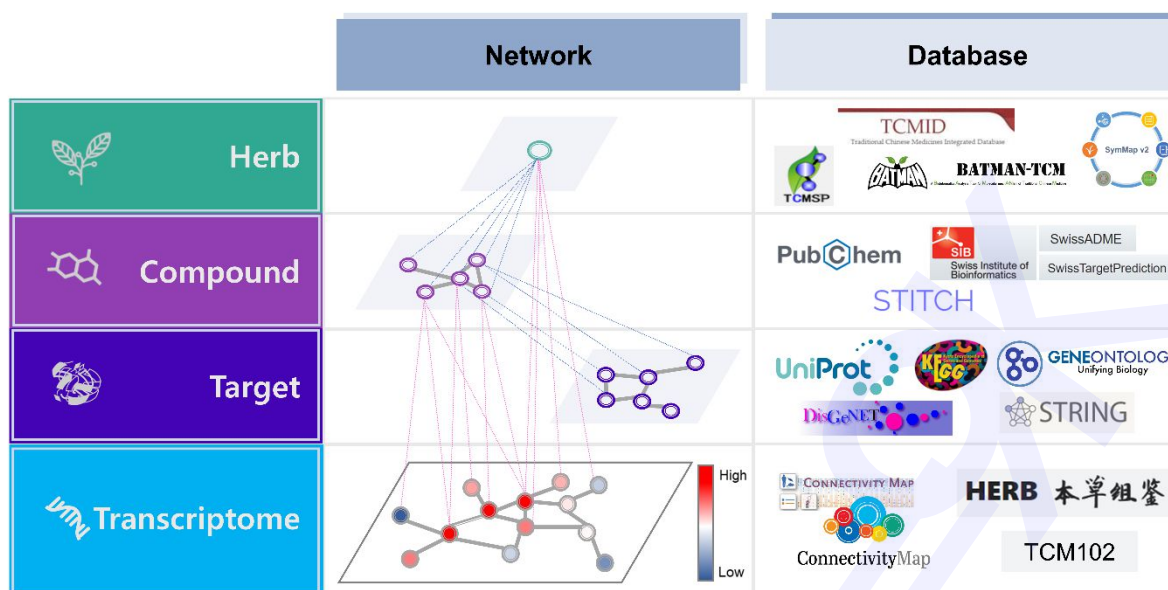 Network
Database
Herb
TCMID
Traditional Chinese Medicines Integrated Database
TCMSP
BATMAN
BATMAN-TCM
SymMap v2
Compound
PubChem
SIB
Swiss Institute of
Bioinformatics
SwissADME
SwissTargetPrediction
STITCH
Target
UniProt
KEGG
GENEONTOLOG
Unifying Biology
DisGeNET
STRING
Transcriptome
High
Low
CONNECTIVITY MAP
ConnectivityMap
HERB 本草组鉴
TCM102